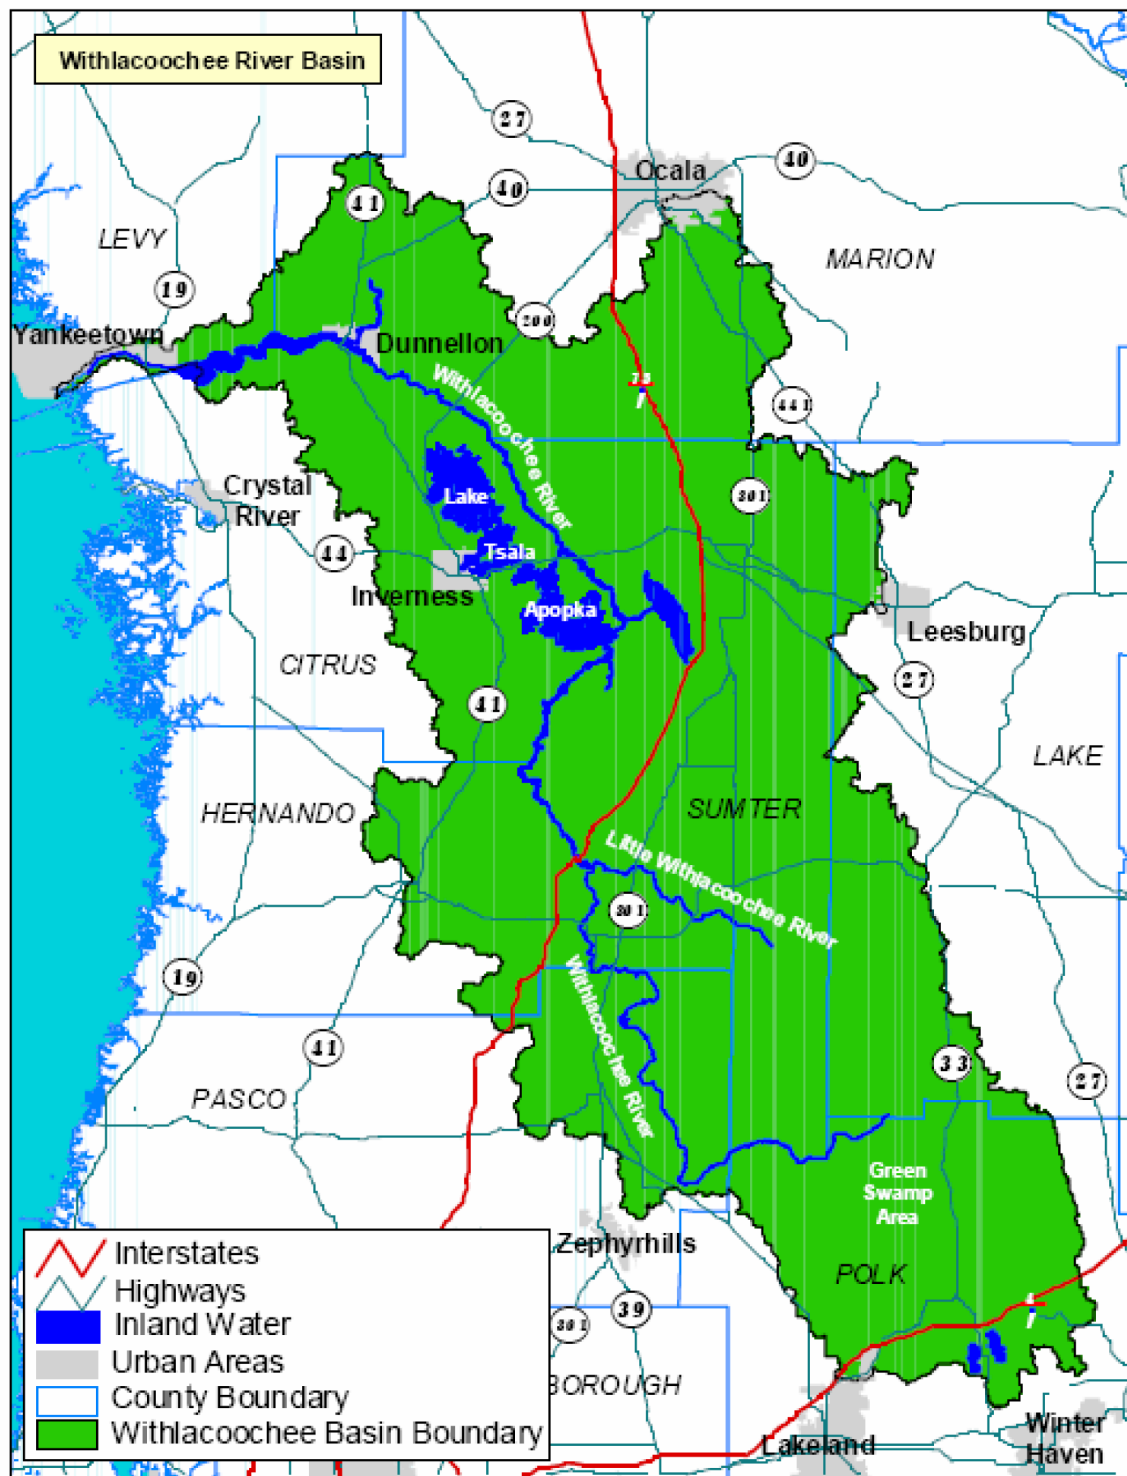 Withlacoochee River Basin
27
40
Ocala
40
41
LEVY
MARION
19
200
Yankeetown
Dunnellon
Withlacoochee River
75
441
Crystal
River
Lake
301
44
Tsala
Inverness
Apopka
Leesburg
CITRUS
27
41
LAKE
HERNANDO
SUMTER
Little Withlacoochee River
301
19
Withlacoochee River
41
33
27
PASCO
Green
Swamp
Area
Zephyrhills
POLK
4
301
39
BOROUGH
Lakeland
Winter
Haven
Interstates
Highways
Inland Water
Urban Areas
County Boundary
Withlacoochee Basin Boundary